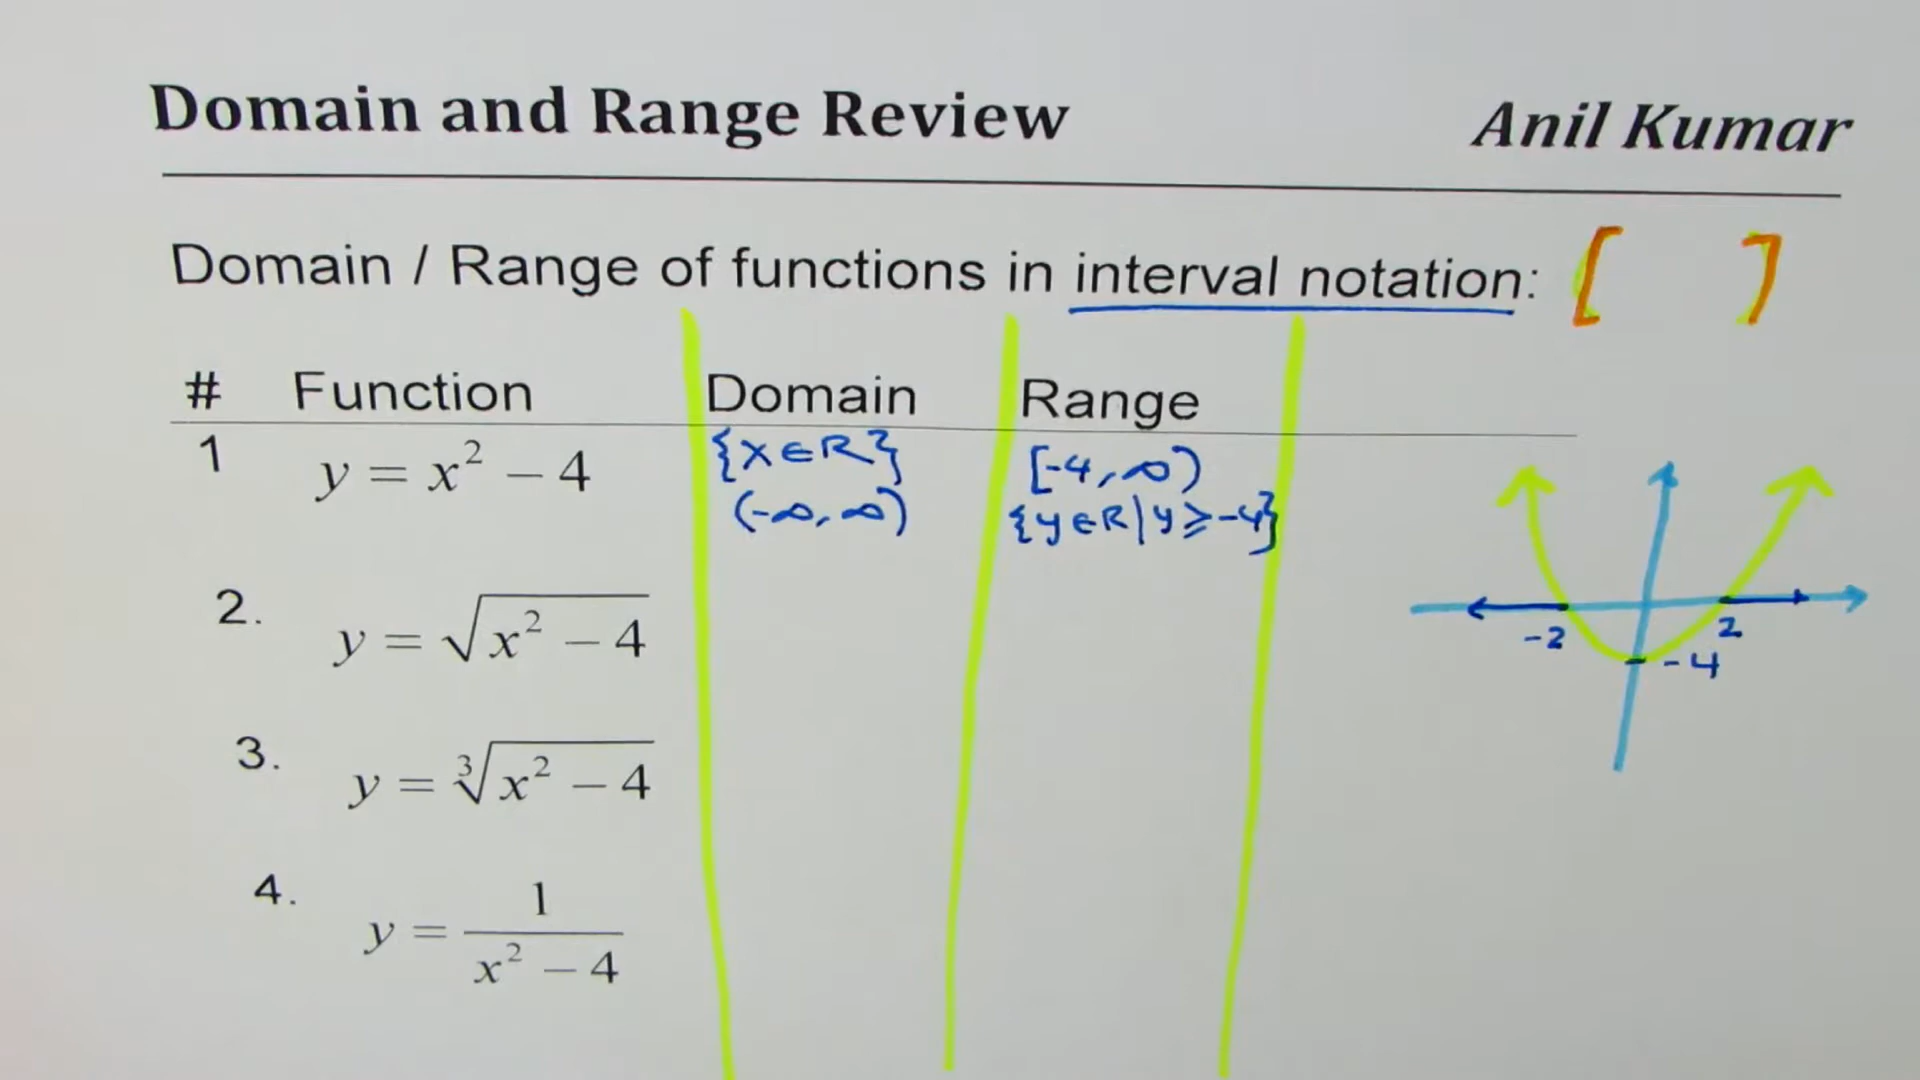 Domain and Range Review Anil Kumar
Domain / Range of functions in interval notation: [ ]
# Function Domain Range
1 y = x² − 4 {x∈R} [-4, ∞)
(-∞, ∞) {y∈R | y ≥ -4}
2. y = √(x² − 4)
-2 2
-4
3. y = ∛(x² − 4)
4. y = 1/(x² − 4)